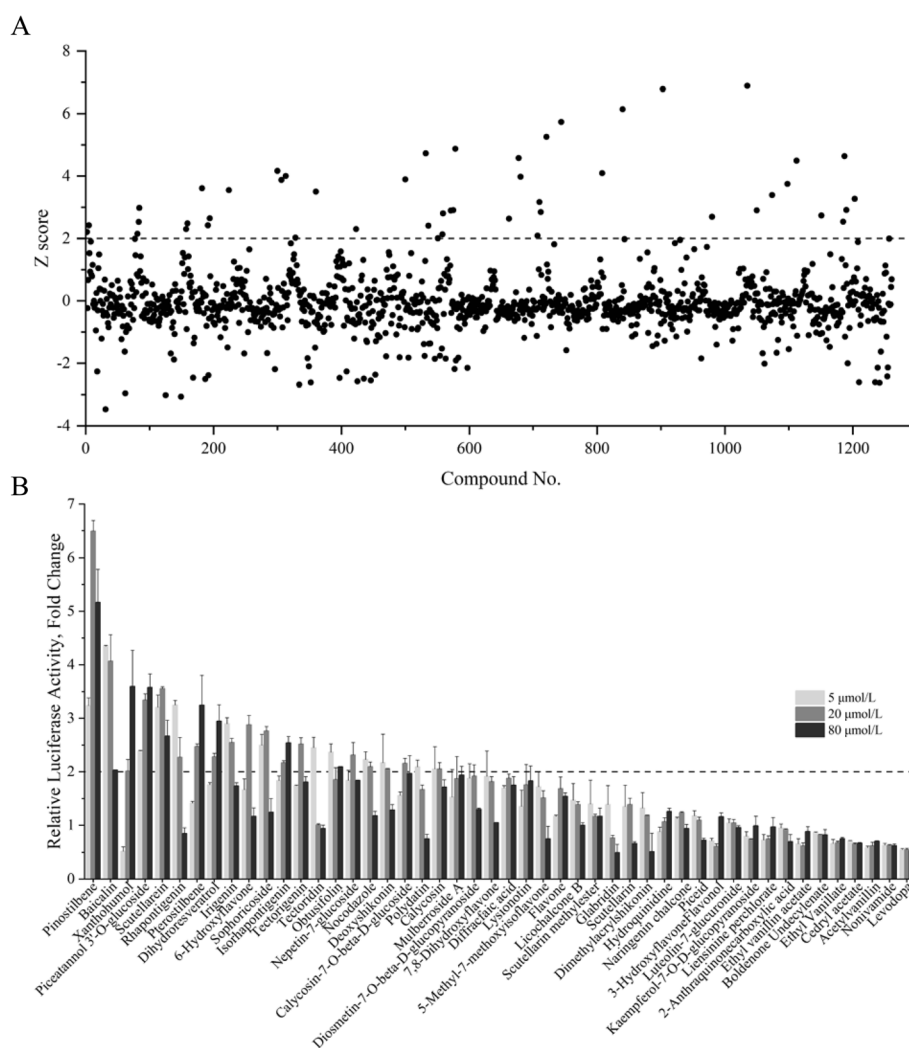 A
8
6
4
2
0
-2
-4
Z score
0
200
400
600
800
1000
1200
Compound No.
B
7
6
5
4
3
2
1
0
Relative Luciferase Activity, Fold Change
5 μmol/L
20 μmol/L
80 μmol/L
Pinostilbene
Baicalin
Xanthohumol
Piceatannol 3'-O-glucoside
Scutellarein
Rhapontigenin
Pterostilbene
Dihydroresveratrol
Irigenin
6-Hydroxyflavone
Sophoricoside
Isorhapontigenin
Tectorigenin
Tectoridin
Obtusifolin
Nepetin-7-glucoside
Nocodazole
Deoxyshikonin
Calycosin-7-O-beta-D-glucoside
Polydatin
Calycosin
Mulberroside A
Diosmetin-7-O-beta-D-glucopyranoside
7,8-Dihydroxyflavone
Diffractaic acid
Lysionotin
5-Methyl-7-methoxyisoflavone
Flavone
Licochalcone B
Scutellarin methylester
Glabridin
Scutellarin
Dimethylacrylshikonin
Hydroquinine
Naringenin chalcone
Piceid
3-Hydroxyflavone
Flavonol
Luteolin-7-glucuronide
Kaempferol-7-O-D-glucopyranoside
Liensinine perchlorate
2-Anthraquinonecarboxylic acid
Ethyl vanillin acetate
Boldenone Undecylenate
Ethyl Vanillate
Cedryl acetate
Acetylvanillin
Nonivamide
Levodopa